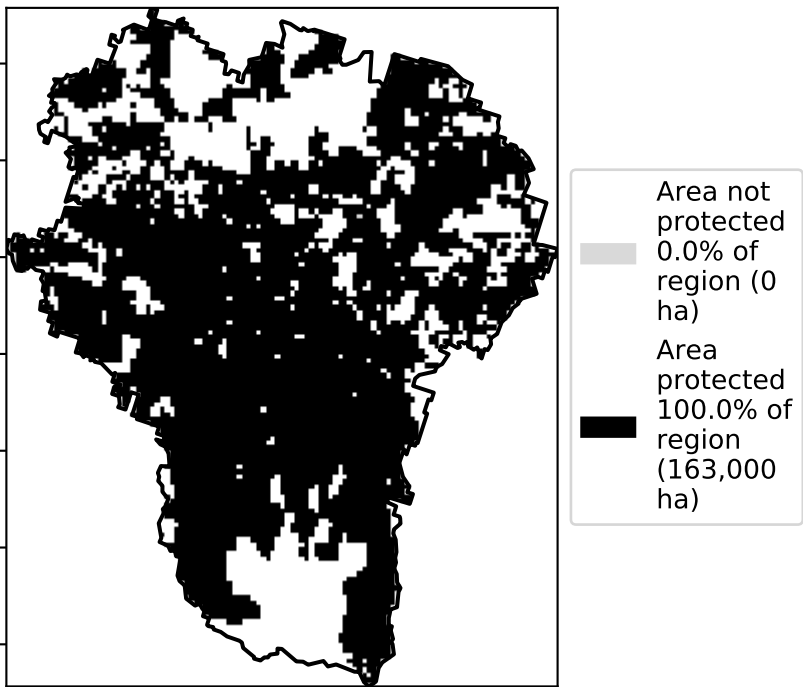 Area not
protected
0.0% of
region (0
ha)
Area
protected
100.0% of
region
(163,000
ha)